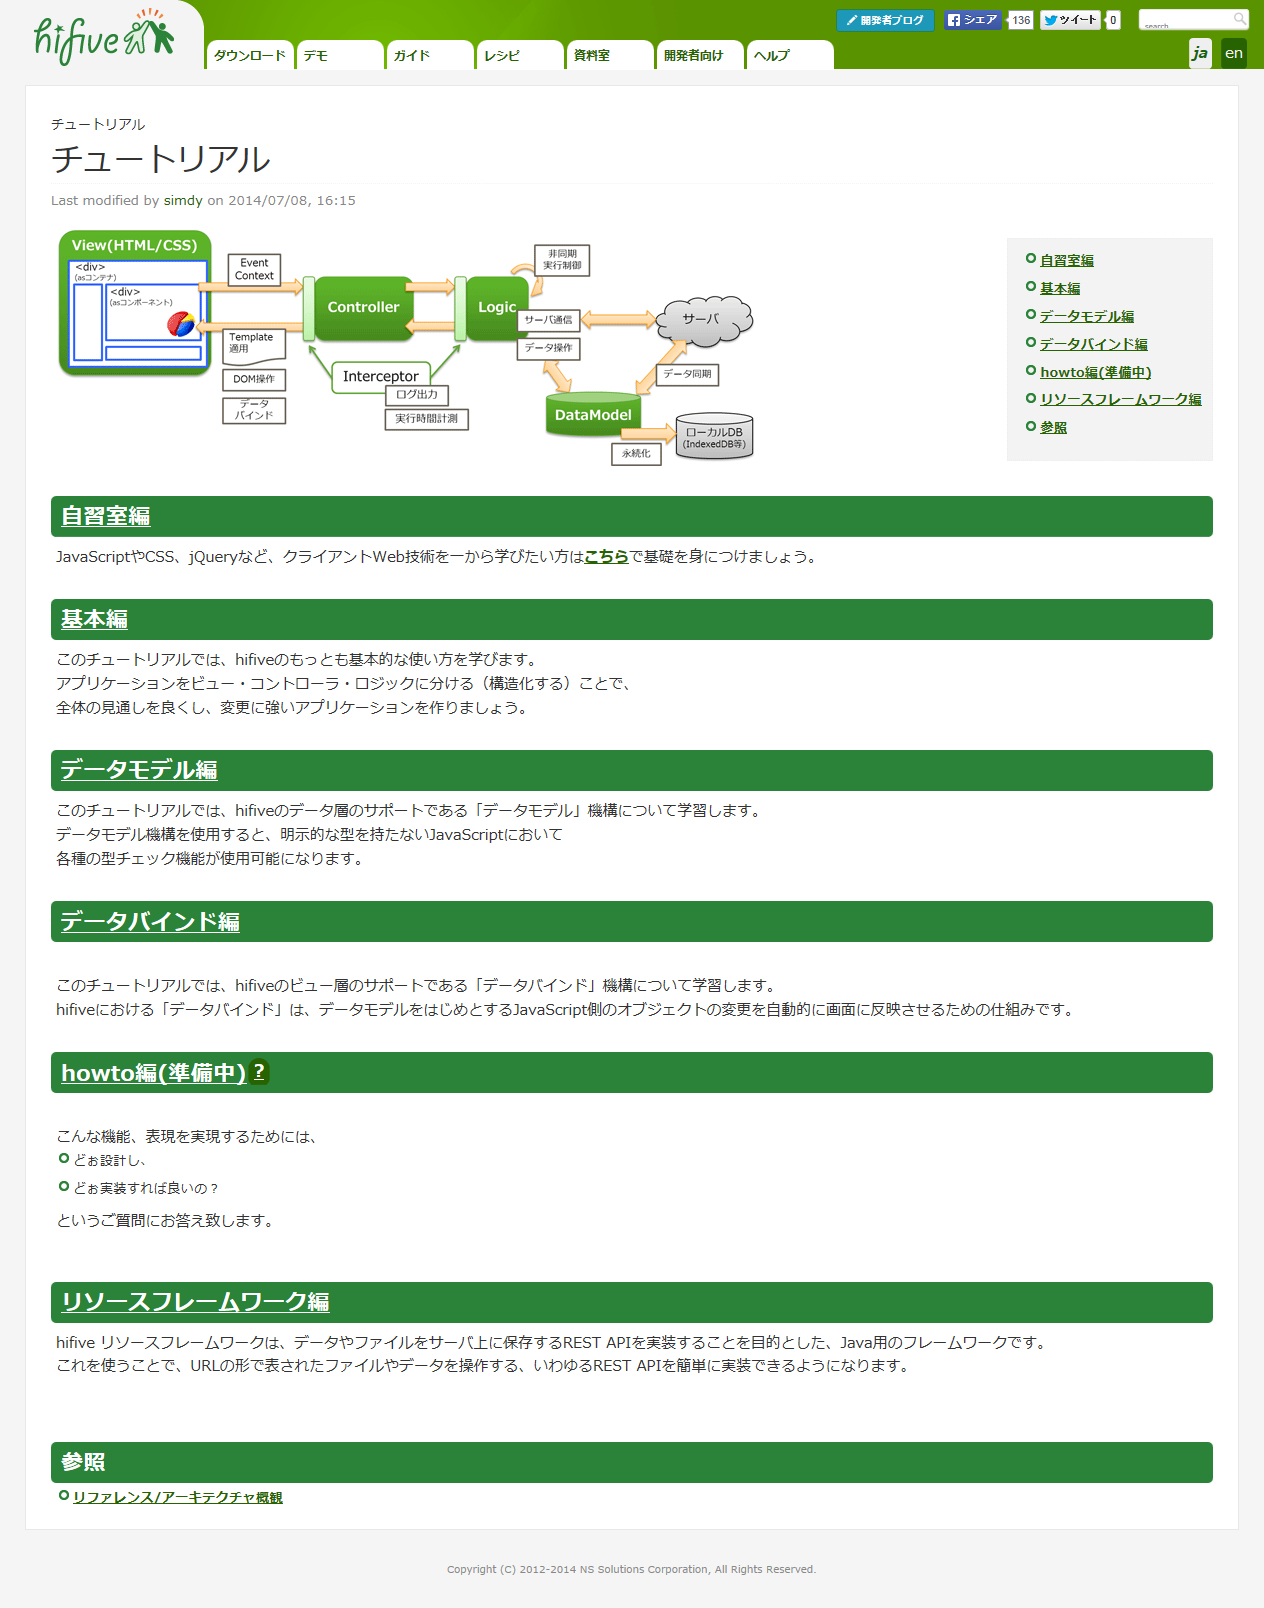 hifive
開発者ブログ
シェア
136
ツイート
0
search
ダウンロード
デモ
ガイド
レシピ
資料室
開発者向け
ヘルプ
ja
en
チュートリアル
チュートリアル
Last modified by simdy on 2014/07/08, 16:15
View(HTML/CSS)
<div>
(asコンテナ)
<div>
(asコンポーネント)
Event
Context
Template
適用
DOM操作
データ
バインド
Controller
Interceptor
ログ出力
実行時間計測
Logic
非同期
実行制御
サーバ通信
データ操作
サーバ
データ同期
DataModel
ローカルDB
(IndexedDB等)
永続化
自習室編
基本編
データモデル編
データバインド編
howto編(準備中)
リソースフレームワーク編
参照
自習室編
JavaScriptやCSS、jQueryなど、クライアントWeb技術を一から学びたい方はこちらで基礎を身につけましょう。
基本編
このチュートリアルでは、hifiveのもっとも基本的な使い方を学びます。
アプリケーションをビュー・コントローラ・ロジックに分ける（構造化する）ことで、
全体の見通しを良くし、変更に強いアプリケーションを作りましょう。
データモデル編
このチュートリアルでは、hifiveのデータ層のサポートである「データモデル」機構について学習します。
データモデル機構を使用すると、明示的な型を持たないJavaScriptにおいて
各種の型チェック機能が使用可能になります。
データバインド編
このチュートリアルでは、hifiveのビュー層のサポートである「データバインド」機構について学習します。
hifiveにおける「データバインド」は、データモデルをはじめとするJavaScript側のオブジェクトの変更を自動的に画面に反映させるための仕組みです。
howto編(準備中)?
こんな機能、表現を実現するためには、
どぉ設計し、
どぉ実装すれば良いの？
というご質問にお答え致します。
リソースフレームワーク編
hifive リソースフレームワークは、データやファイルをサーバ上に保存するREST APIを実装することを目的とした、Java用のフレームワークです。
これを使うことで、URLの形で表されたファイルやデータを操作する、いわゆるREST APIを簡単に実装できるようになります。
参照
リファレンス/アーキテクチャ概観
Copyright (C) 2012-2014 NS Solutions Corporation, All Rights Reserved.